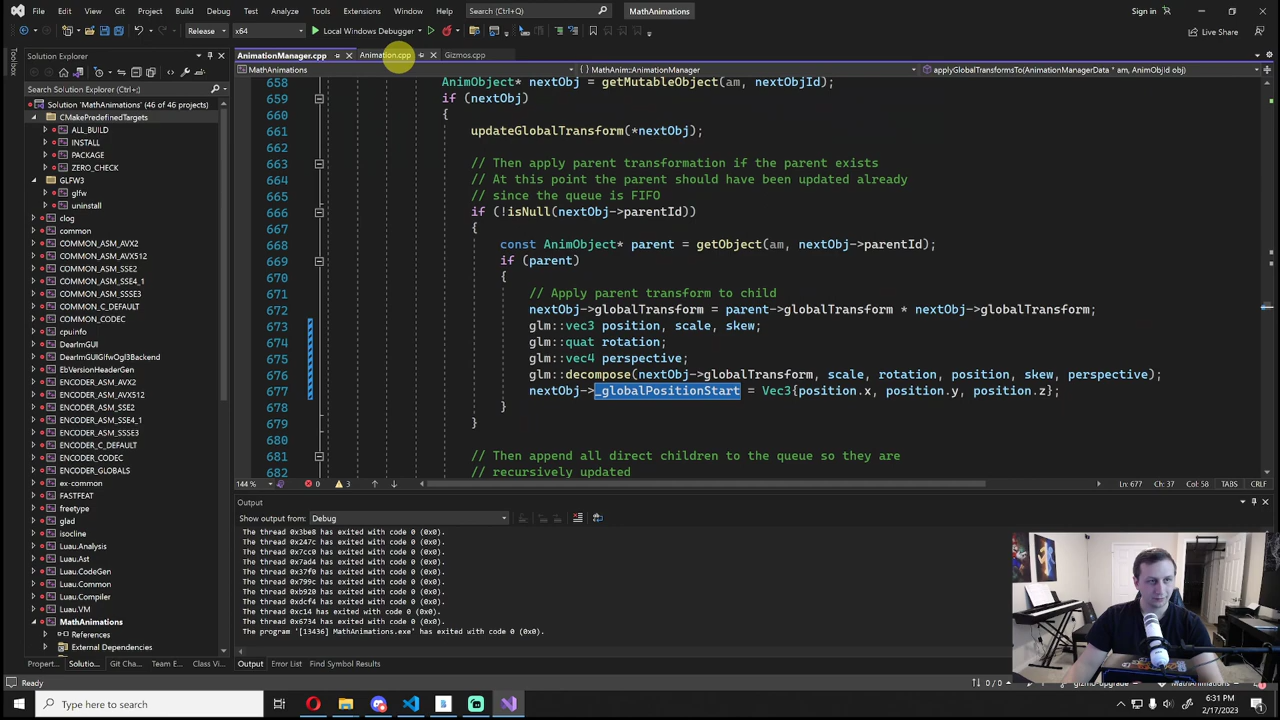 File Edit View Git Project Build Debug Test Analyze Tools Extensions Window Help Search (Ctrl+Q) MathAnimations Sign in
Release x64 Local Windows Debugger Live Share
Toolbox
Solution Explorer
Search Solution Explorer (Ctrl+;)
Solution 'MathAnimations' (46 of 46 projects)
CMakePredefinedTargets
ALL_BUILD
INSTALL
PACKAGE
ZERO_CHECK
GLFW3
glfw
uninstall
clog
common
COMMON_ASM_AVX2
COMMON_ASM_AVX512
COMMON_ASM_SSE2
COMMON_ASM_SSE4_1
COMMON_ASM_SSSE3
COMMON_C_DEFAULT
COMMON_CODEC
cpuinfo
DearImGui
DearImGuiGlfwOgl3Backend
EbVersionHeaderGen
ENCODER_ASM_AVX2
ENCODER_ASM_AVX512
ENCODER_ASM_SSE2
ENCODER_ASM_SSE4_1
ENCODER_ASM_SSSE3
ENCODER_C_DEFAULT
ENCODER_CODEC
ENCODER_GLOBALS
ex-common
FASTFEAT
freetype
glad
isocline
Luau.Analysis
Luau.Ast
Luau.CodeGen
Luau.Common
Luau.Compiler
Luau.VM
MathAnimations
References
External Dependencies
Propert... Solutio... Git Cha... Team E... Class Vi...
AnimationManager.cpp Animation.cpp Gizmos.cpp
MathAnimations MathAnim::AnimationManager applyGlobalTransformsTo(AnimationManagerData * am, AnimObjId obj)
658 AnimObject* nextObj = getMutableObject(am, nextObjId);
659 if (nextObj)
660 {
661 updateGlobalTransform(*nextObj);
662
663 // Then apply parent transformation if the parent exists
664 // At this point the parent should have been updated already
665 // since the queue is FIFO
666 if (!isNull(nextObj->parentId))
667 {
668 const AnimObject* parent = getObject(am, nextObj->parentId);
669 if (parent)
670 {
671 // Apply parent transform to child
672 nextObj->globalTransform = parent->globalTransform * nextObj->globalTransform;
673 glm::vec3 position, scale, skew;
674 glm::quat rotation;
675 glm::vec4 perspective;
676 glm::decompose(nextObj->globalTransform, scale, rotation, position, skew, perspective);
677 nextObj->_globalPositionStart = Vec3{position.x, position.y, position.z};
678 }
679 }
680
681 // Then append all direct children to the queue so they are
682 // recursively updated
144 % 0 3 Ln: 677 Ch: 37 Col: 58 TABS CRLF
Output
Show output from: Debug
The thread 0x3be8 has exited with code 0 (0x0).
The thread 0x247c has exited with code 0 (0x0).
The thread 0x7cc0 has exited with code 0 (0x0).
The thread 0x7ad4 has exited with code 0 (0x0).
The thread 0x37f0 has exited with code 0 (0x0).
The thread 0x799c has exited with code 0 (0x0).
The thread 0xb920 has exited with code 0 (0x0).
The thread 0xdcf4 has exited with code 0 (0x0).
The thread 0xc14 has exited with code 0 (0x0).
The thread 0x6734 has exited with code 0 (0x0).
The program '[13436] MathAnimations.exe' has exited with code 0 (0x0).
Output Error List Find Symbol Results
Ready 0 / 0
Type here to search
6:31 PM
2/17/2023